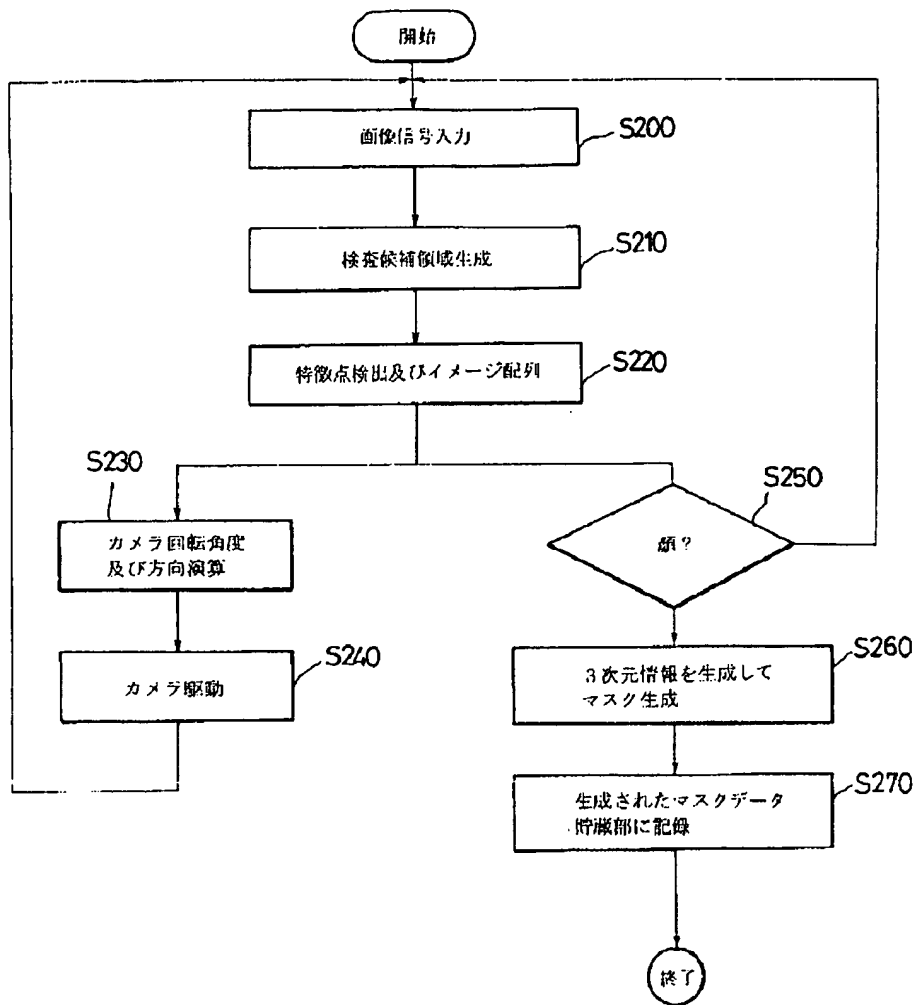 開始
S200
画像信号入力
S210
検査候補領域生成
S220
特徴点検出及びイメージ配列
S230
カメラ回転角度
及び方向演算
S240
カメラ駆動
S250
顔?
S260
3次元情報を生成して
マスク生成
S270
生成されたマスクデータ
貯蔵部に記録
終了